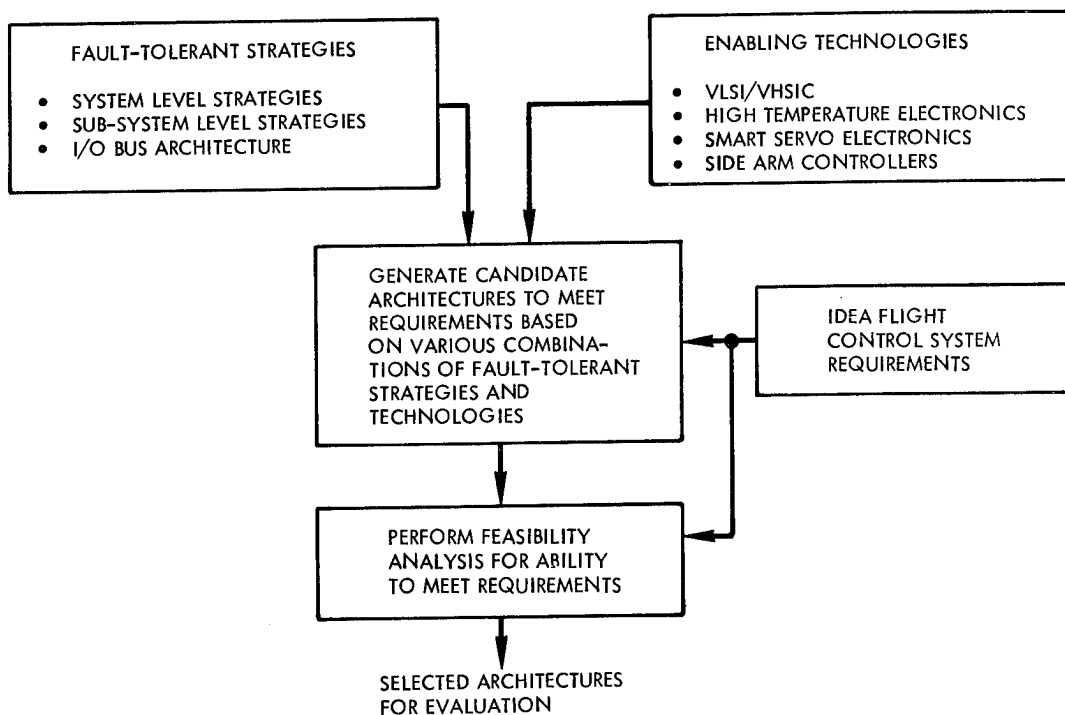 FAULT-TOLERANT STRATEGIES
• SYSTEM LEVEL STRATEGIES
• SUB-SYSTEM LEVEL STRATEGIES
• I/O BUS ARCHITECTURE
ENABLING TECHNOLOGIES
• VLSI/VHSIC
• HIGH TEMPERATURE ELECTRONICS
• SMART SERVO ELECTRONICS
• SIDE ARM CONTROLLERS
GENERATE CANDIDATE
ARCHITECTURES TO MEET
REQUIREMENTS BASED
ON VARIOUS COMBINA-
TIONS OF FAULT-TOLERANT
STRATEGIES AND
TECHNOLOGIES
IDEA FLIGHT
CONTROL SYSTEM
REQUIREMENTS
PERFORM FEASIBILITY
ANALYSIS FOR ABILITY
TO MEET REQUIREMENTS
SELECTED ARCHITECTURES
FOR EVALUATION